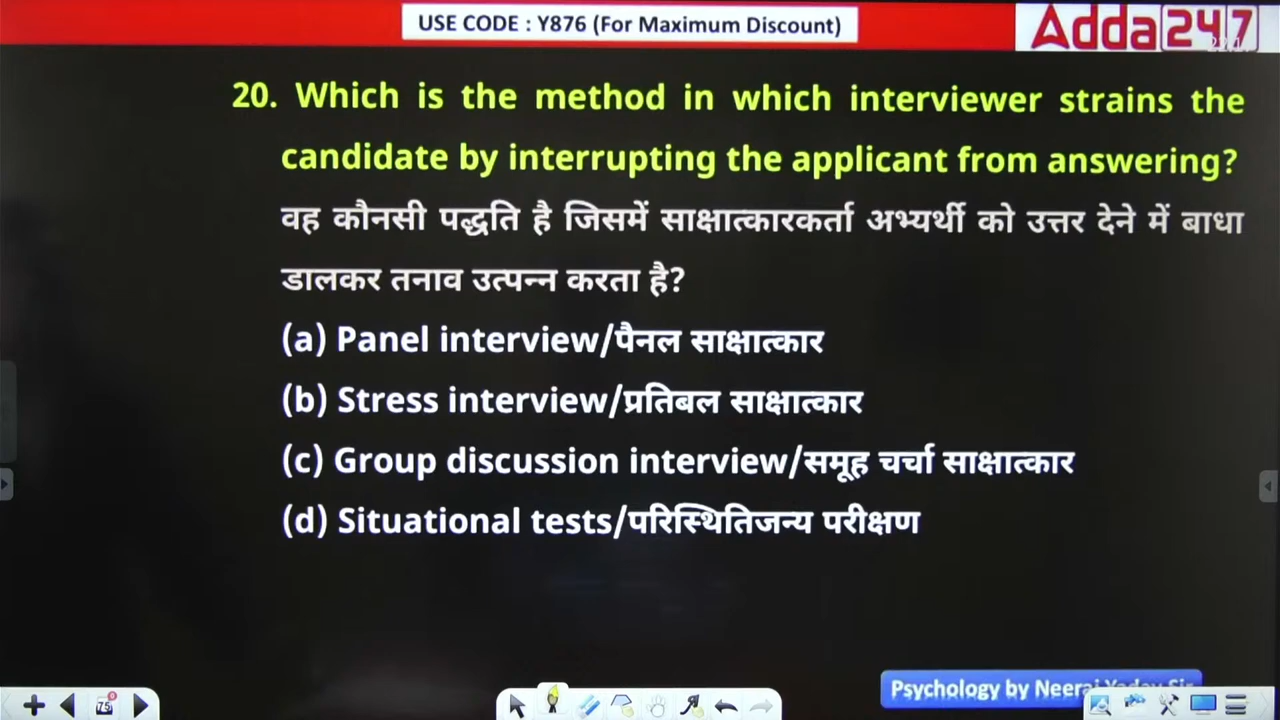 USE CODE : Y876 (For Maximum Discount)
Adda247
20. Which is the method in which interviewer strains the
candidate by interrupting the applicant from answering?
वह कौनसी पद्धति है जिसमें साक्षात्कारकर्ता अभ्यर्थी को उत्तर देने में बाधा
डालकर तनाव उत्पन्न करता है?
(a) Panel interview/पैनल साक्षात्कार
(b) Stress interview/प्रतिबल साक्षात्कार
(c) Group discussion interview/समूह चर्चा साक्षात्कार
(d) Situational tests/परिस्थितिजन्य परीक्षण
Psychology by Neeraj Yadav Sir
75